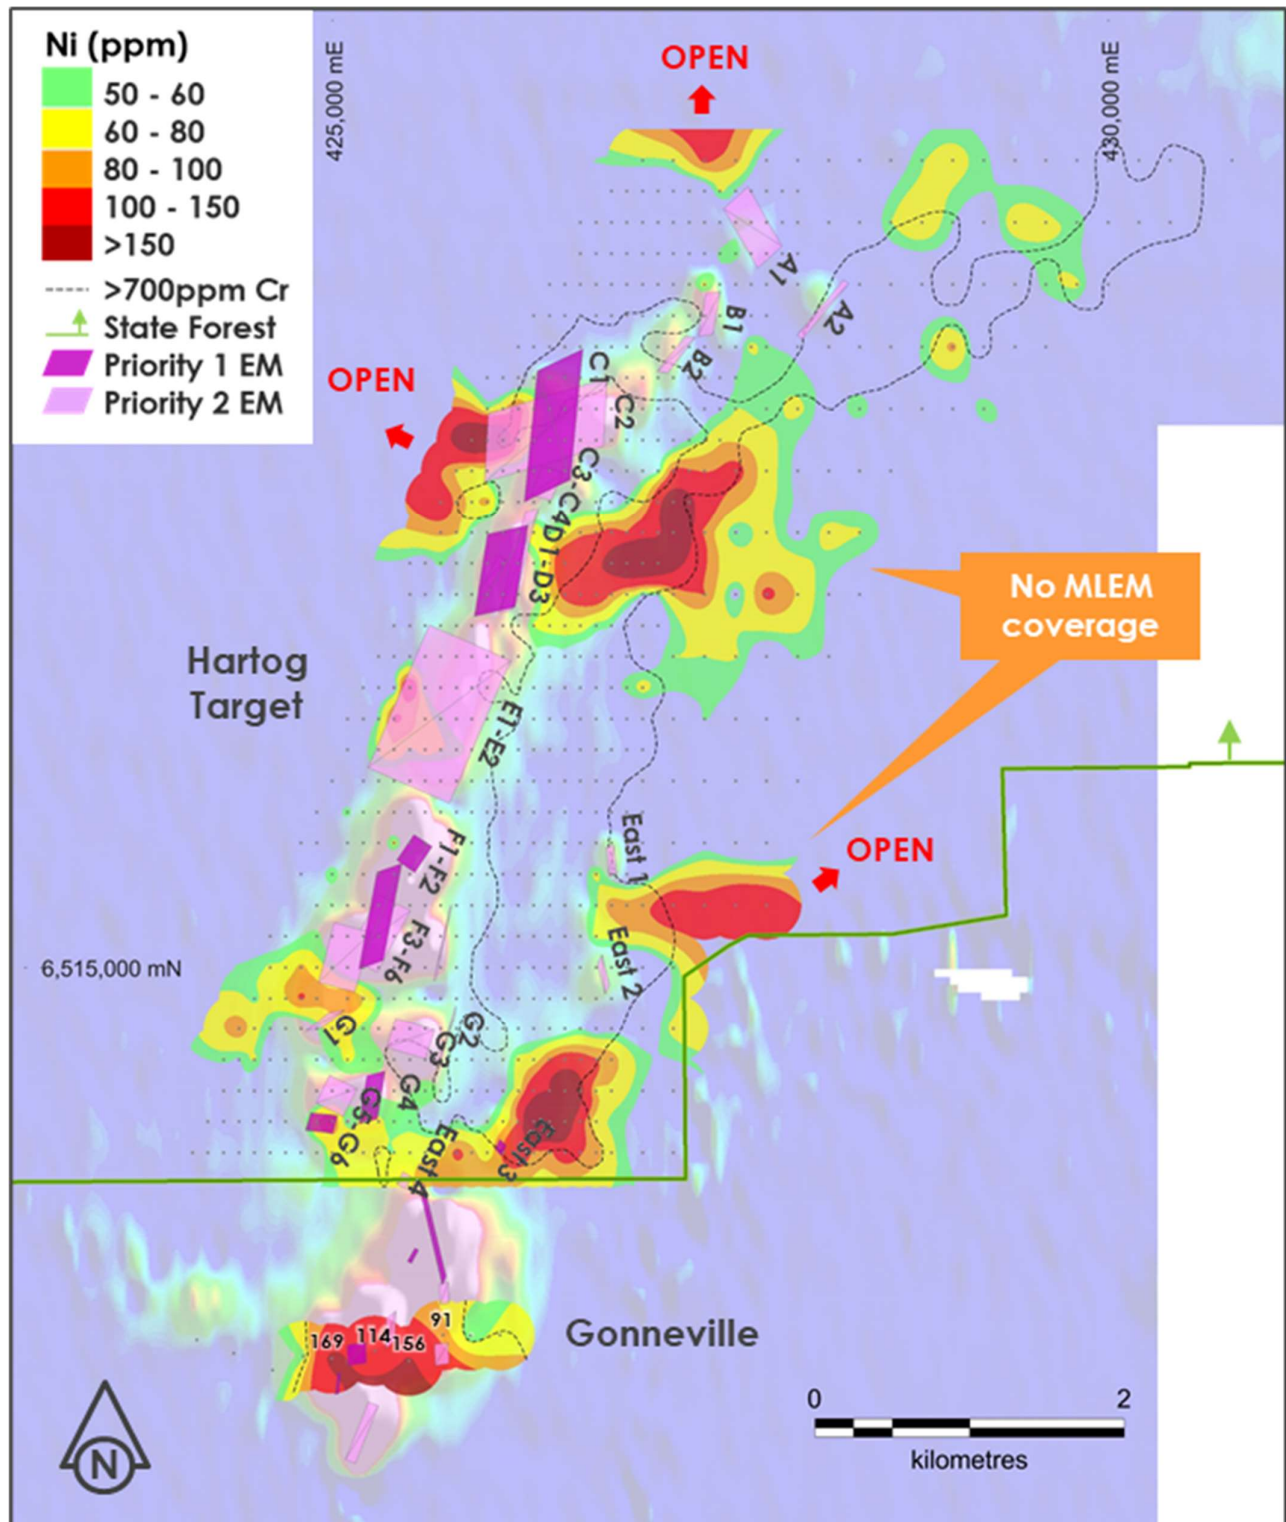 Ni (ppm)
50 - 60
60 - 80
80 - 100
100 - 150
>150
>700ppm Cr
State Forest
Priority 1 EM
Priority 2 EM
425,000 mE
OPEN
430,000 mE
A1
A2
B1
B2
OPEN
C1
C2
C3-C4
D1-D3
No MLEM
coverage
Hartog
Target
E1-E2
East 1
OPEN
F1-F2
F3-F6
East 2
6,515,000 mN
G1
G2
G3
G4
G5-G6
East 3
East 4
169
114
156
91
Gonneville
0
2
kilometres
N